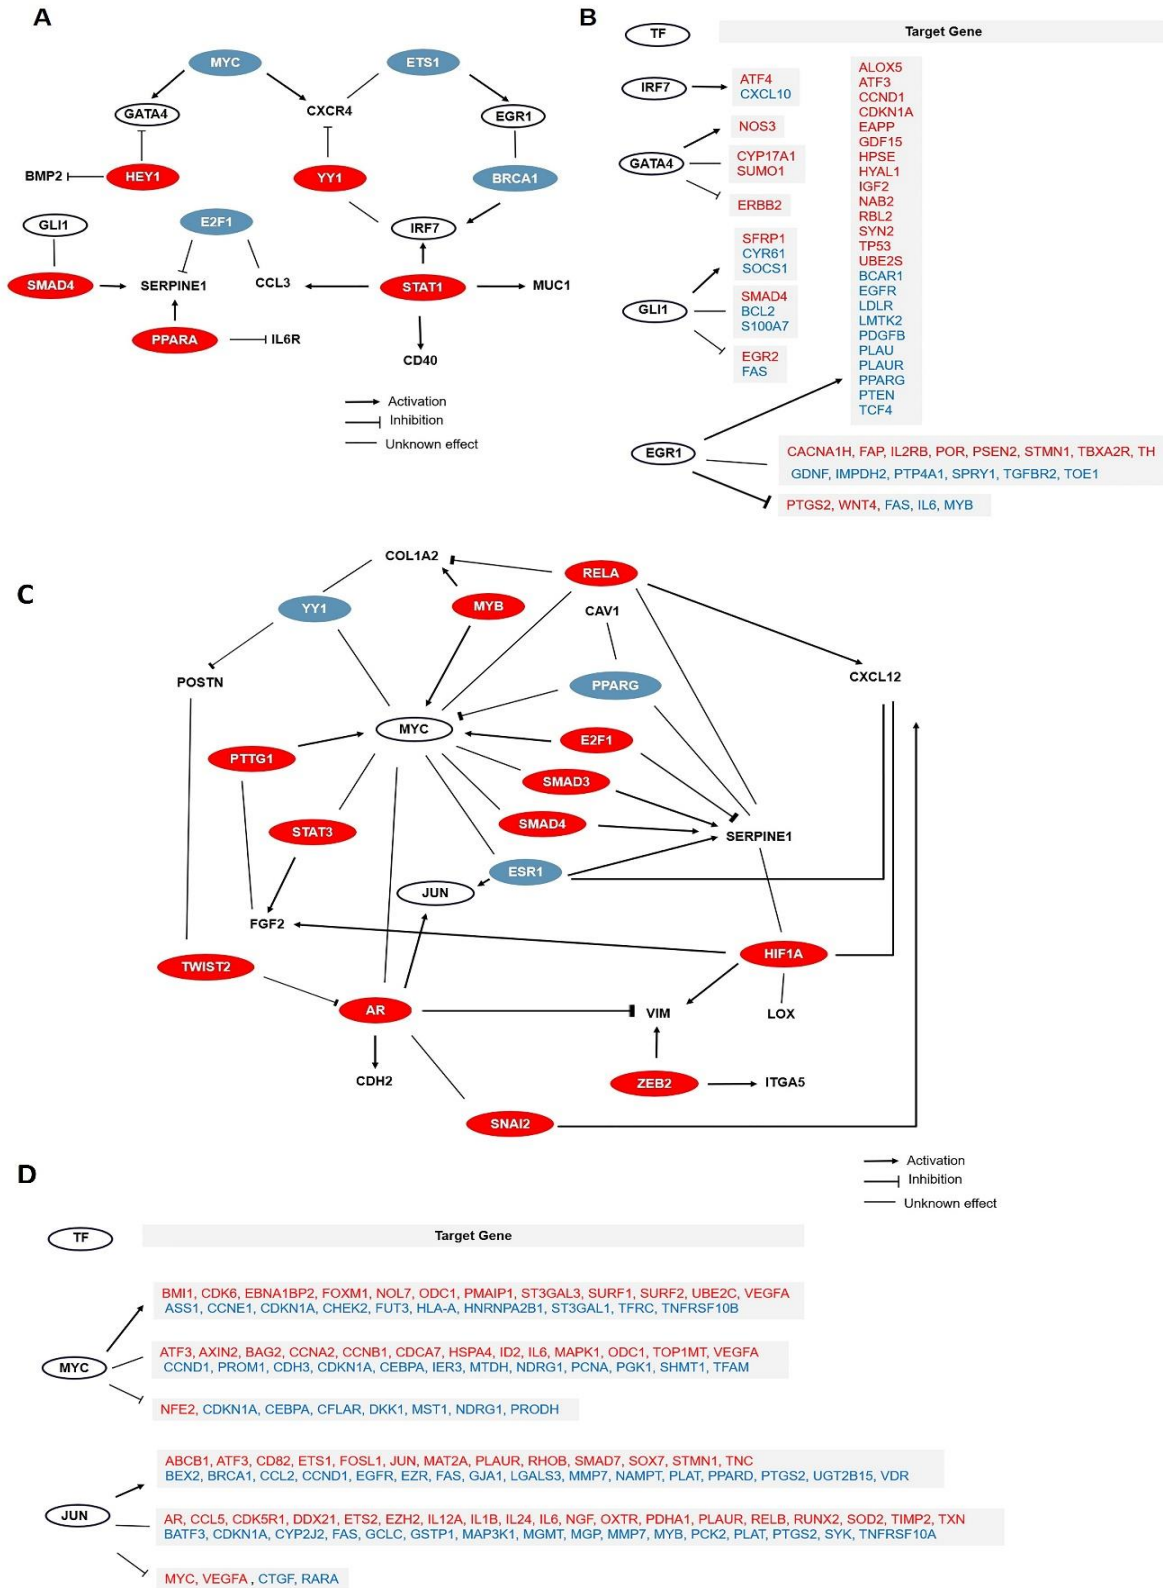 A
MYC
ETS1
GATA4
CXCR4
EGR1
BMP2
HEY1
YY1
BRCA1
GLI1
E2F1
IRF7
SMAD4
SERPINE1
CCL3
STAT1
MUC1
PPARA
IL6R
CD40
Activation
Inhibition
Unknown effect
B
TF
Target Gene
IRF7
ATF4
CXCL10
GATA4
NOS3
CYP17A1
SUMO1
ERBB2
GLI1
SFRP1
CYR61
SOCS1
SMAD4
BCL2
S100A7
EGR2
FAS
ALOX5
ATF3
CCND1
CDKN1A
EAPP
GDF15
HPSE
HYAL1
IGF2
NAB2
RBL2
SYN2
TP53
UBE2S
BCAR1
EGFR
LDLR
LMTK2
PDGFB
PLAU
PLAUR
PPARG
PTEN
TCF4
EGR1
CACNA1H, FAP, IL2RB, POR, PSEN2, STMN1, TBXA2R, TH
GDNF, IMPDH2, PTP4A1, SPRY1, TGFBR2, TOE1
PTGS2, WNT4, FAS, IL6, MYB
C
COL1A2
RELA
YY1
MYB
CAV1
POSTN
PPARG
CXCL12
MYC
PTTG1
E2F1
SMAD3
STAT3
SMAD4
SERPINE1
ESR1
JUN
FGF2
TWIST2
HIF1A
AR
VIM
LOX
CDH2
ZEB2
ITGA5
SNAI2
Activation
Inhibition
Unknown effect
D
TF
Target Gene
MYC
BMI1, CDK6, EBNA1BP2, FOXM1, NOL7, ODC1, PMAIP1, ST3GAL3, SURF1, SURF2, UBE2C, VEGFA
ASS1, CCNE1, CDKN1A, CHEK2, FUT3, HLA-A, HNRNPA2B1, ST3GAL1, TFRC, TNFRSF10B
ATF3, AXIN2, BAG2, CCNA2, CCNB1, CDCA7, HSPA4, ID2, IL6, MAPK1, ODC1, TOP1MT, VEGFA
CCND1, PROM1, CDH3, CDKN1A, CEBPA, IER3, MTDH, NDRG1, PCNA, PGK1, SHMT1, TFAM
NFE2, CDKN1A, CEBPA, CFLAR, DKK1, MST1, NDRG1, PRODH
JUN
ABCB1, ATF3, CD82, ETS1, FOSL1, JUN, MAT2A, PLAUR, RHOB, SMAD7, SOX7, STMN1, TNC
BEX2, BRCA1, CCL2, CCND1, EGFR, EZR, FAS, GJA1, LGALS3, MMP7, NAMPT, PLAT, PPARD, PTGS2, UGT2B15, VDR
AR, CCL5, CDK5R1, DDX21, ETS2, EZH2, IL12A, IL1B, IL24, IL6, NGF, OXTR, PDHA1, PLAUR, RELB, RUNX2, SOD2, TIMP2, TXN
BATF3, CDKN1A, CYP2J2, FAS, GCLC, GSTP1, MAP3K1, MGMT, MGP, MMP7, MYB, PCK2, PLAT, PTGS2, SYK, TNFRSF10A
MYC, VEGFA , CTGF, RARA